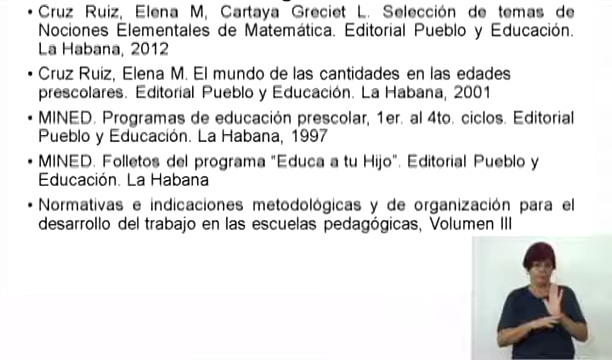 • Cruz Ruiz, Elena M, Cartaya Greciet L. Selección de temas de
Nociones Elementales de Matemática. Editorial Pueblo y Educación.
La Habana, 2012
• Cruz Ruiz, Elena M. El mundo de las cantidades en las edades
prescolares. Editorial Pueblo y Educación. La Habana, 2001
• MINED. Programas de educación prescolar, 1er. al 4to. ciclos. Editorial
Pueblo y Educación. La Habana, 1997
• MINED. Folletos del programa "Educa a tu Hijo". Editorial Pueblo y
Educación. La Habana
• Normativas e indicaciones metodológicas y de organización para el
desarrollo del trabajo en las escuelas pedagógicas, Volumen III